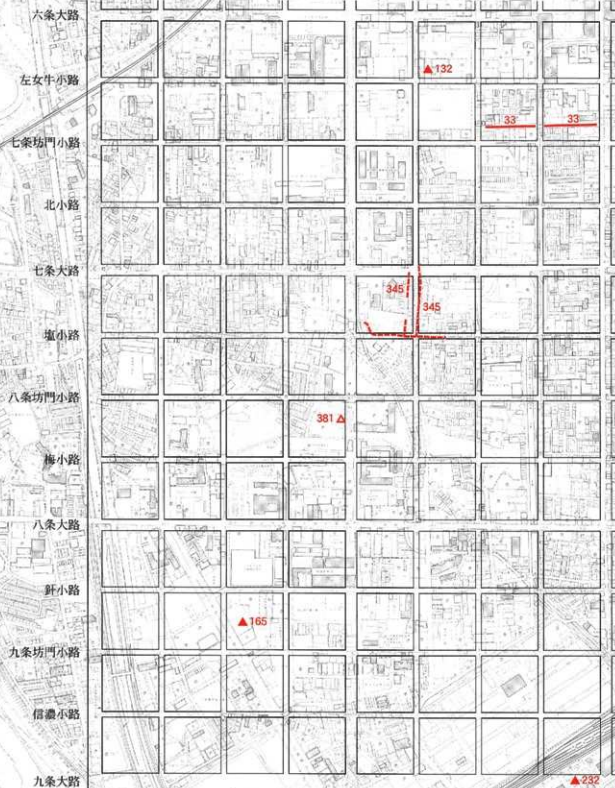 六条大路
▲132
左女牛小路
33 33
七条坊門小路
北小路
七条大路
345
345
塩小路
八条坊門小路
381△
梅小路
八条大路
針小路
▲165
九条坊門小路
信濃小路
九条大路
▲232